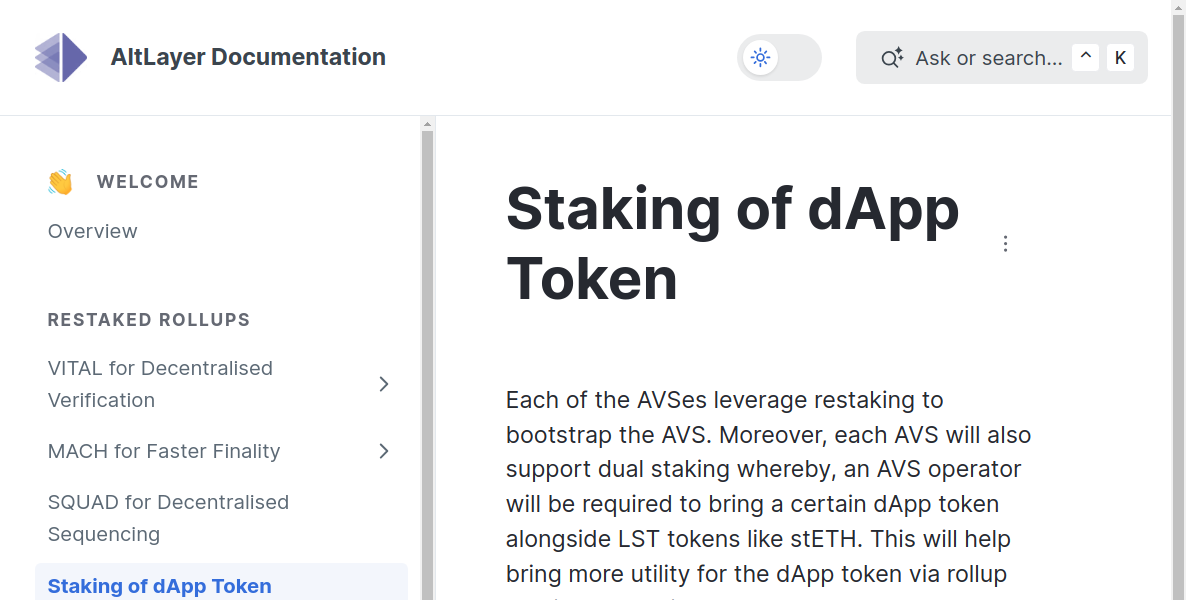 AltLayer Documentation
Ask or search... ^ K
WELCOME
Overview
RESTAKED ROLLUPS
VITAL for Decentralised
Verification
MACH for Faster Finality
SQUAD for Decentralised
Sequencing
Staking of dApp Token
Staking of dApp
Token
Each of the AVSes leverage restaking to
bootstrap the AVS. Moreover, each AVS will also
support dual staking whereby, an AVS operator
will be required to bring a certain dApp token
alongside LST tokens like stETH. This will help
bring more utility for the dApp token via rollup